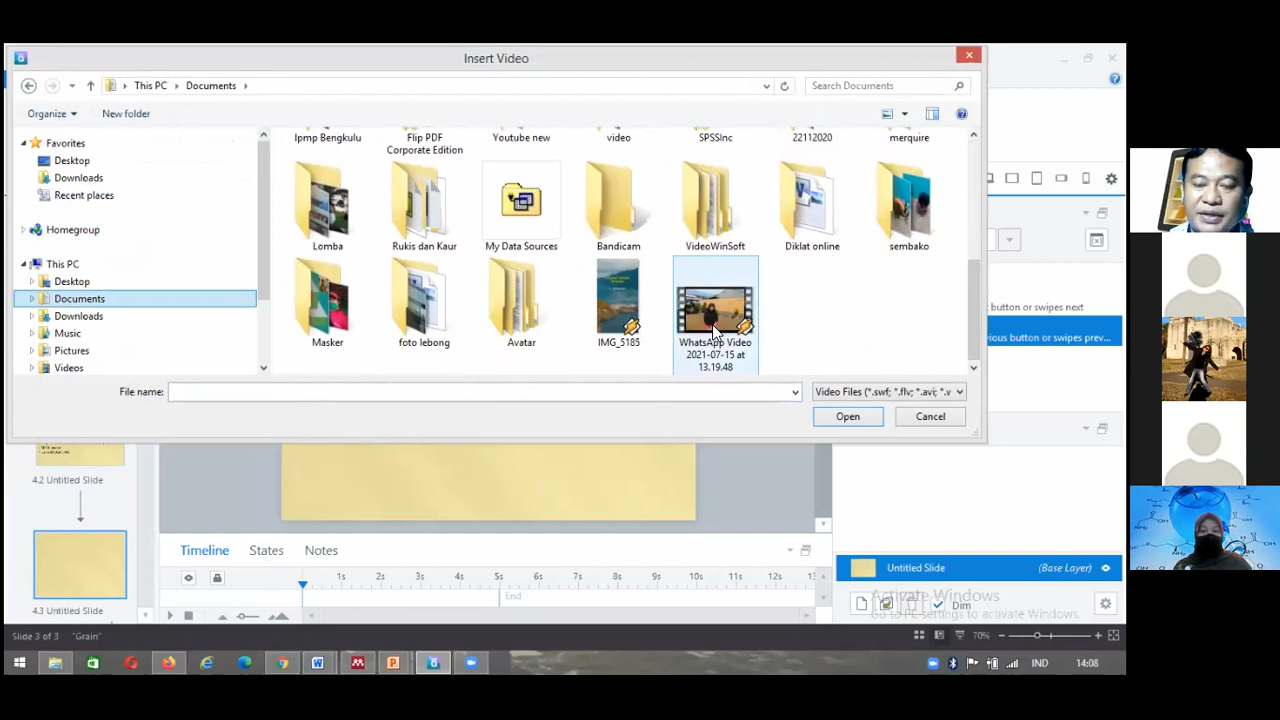 Insert Video
This PC
Documents
Search Documents
Organize
New folder
Favorites
Desktop
Downloads
Recent places
Homegroup
This PC
Desktop
Documents
Downloads
Music
Pictures
Videos
lpmp Bengkulu
Flip PDF
Corporate Edition
Youtube new
video
SPSSInc
22112020
merquire
Lomba
Rukis dan Kaur
My Data Sources
Bandicam
VideoWinSoft
Diklat online
sembako
Masker
foto lebong
Avatar
IMG_5185
WhatsApp Video
2021-07-15 at
13.19.48
File name:
Video Files (*.swf; *.flv; *.avi; *.v
Open
Cancel
button or swipes next
vious button or swipes prev...
4.2 Untitled Slide
4.3 Untitled Slide
Timeline
States
Notes
1s 2s 3s 4s 5s 6s 7s 8s 9s 10s 11s 12s
End
Untitled Slide
(Base Layer)
Dim
Activate Windows
Go to PC settings to activate Windows.
Slide 3 of 3
"Grain"
70%
IND
14:08